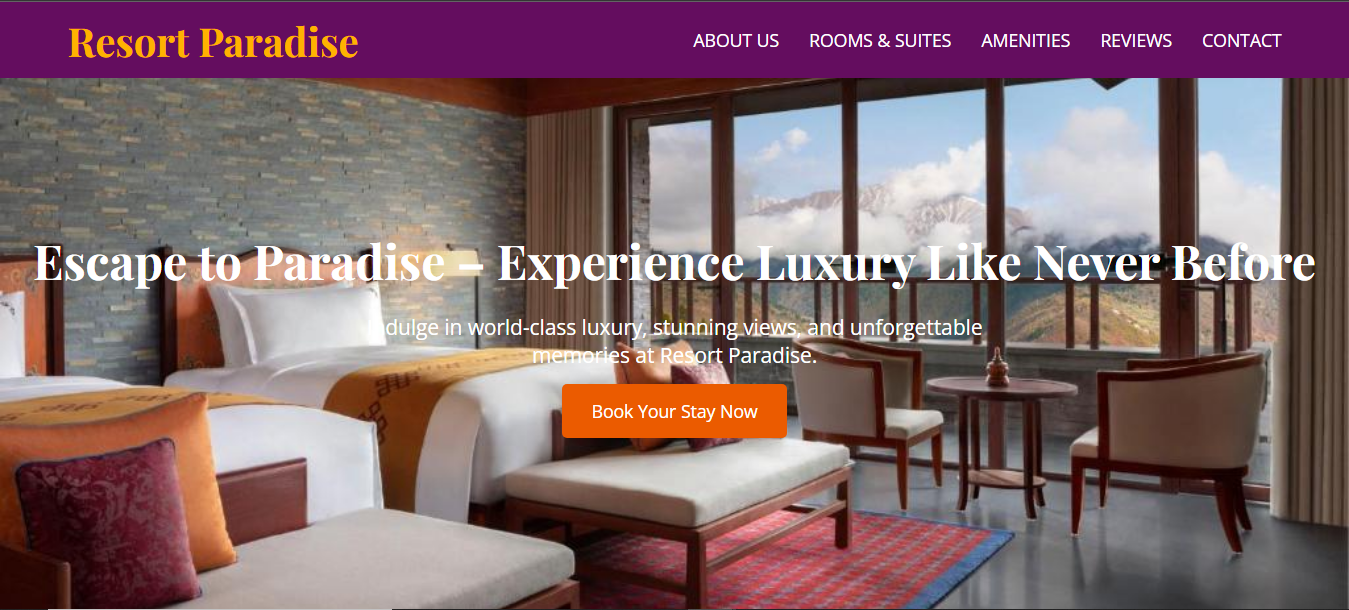 Resort Paradise
ABOUT US ROOMS & SUITES AMENITIES REVIEWS CONTACT
Escape to Paradise – Experience Luxury Like Never Before
Indulge in world-class luxury, stunning views, and unforgettable
memories at Resort Paradise.
Book Your Stay Now